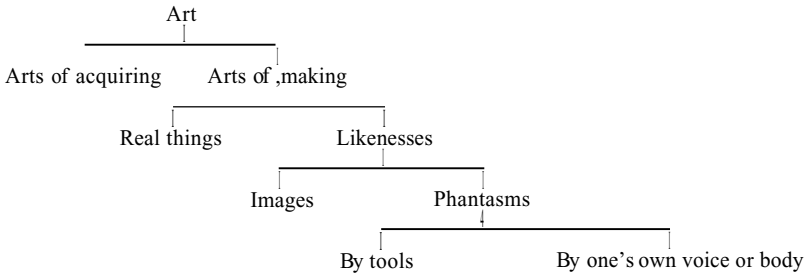 Art
Arts of acquiring Arts of ,making
Real things Likenesses
Images Phantasms
By tools By one's own voice or body